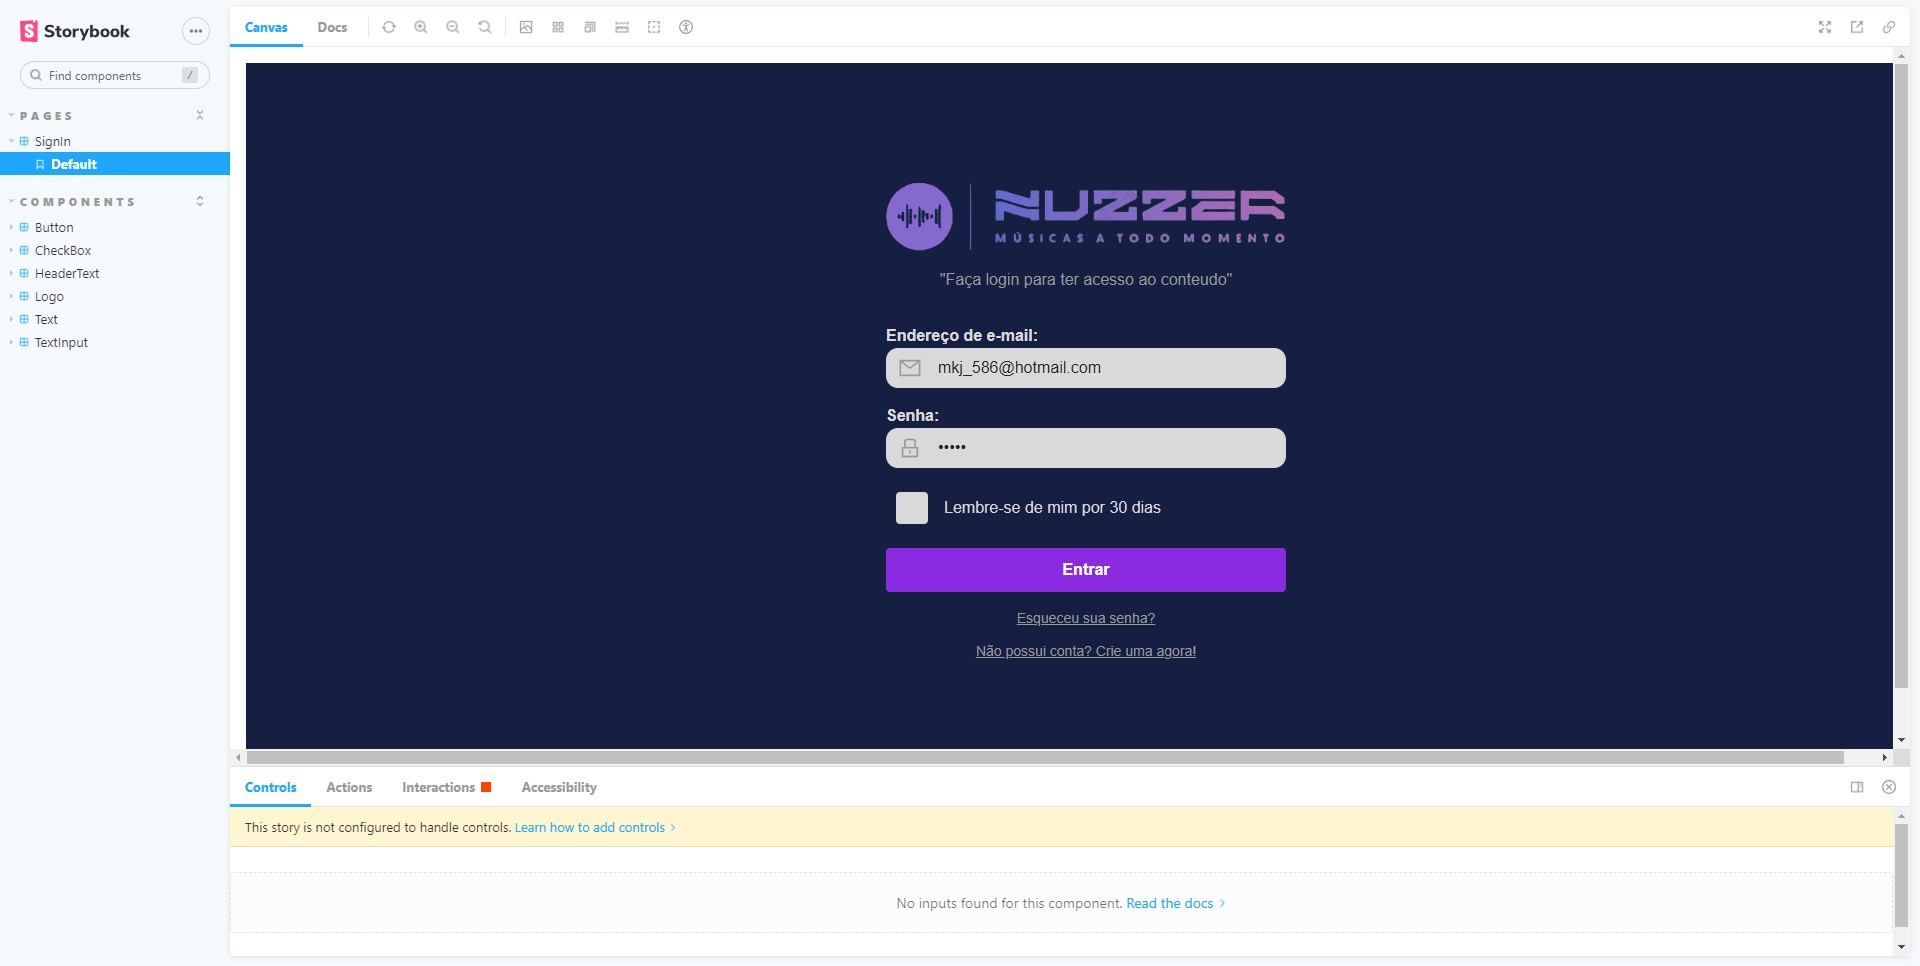 Storybook
Find components /
PAGES
SignIn
Default
COMPONENTS
Button
CheckBox
HeaderText
Logo
Text
TextInput
Canvas Docs
NUZZER
MÚSICAS A TODO MOMENTO
"Faça login para ter acesso ao conteudo"
Endereço de e-mail:
mkj_586@hotmail.com
Senha:
•••••
Lembre-se de mim por 30 dias
Entrar
Esqueceu sua senha?
Não possui conta? Crie uma agora!
Controls Actions Interactions Accessibility
This story is not configured to handle controls. Learn how to add controls
No inputs found for this component. Read the docs